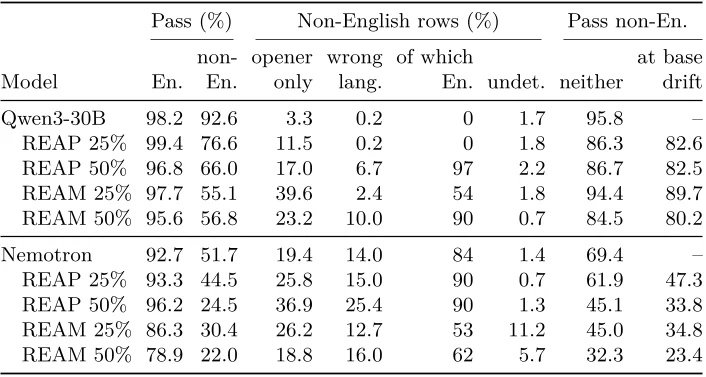 Pass (%) Non-English rows (%) Pass non-En.
non- opener wrong of which at base
Model En. En. only lang. En. undet. neither drift
Qwen3-30B 98.2 92.6 3.3 0.2 0 1.7 95.8 –
REAP 25% 99.4 76.6 11.5 0.2 0 1.8 86.3 82.6
REAP 50% 96.8 66.0 17.0 6.7 97 2.2 86.7 82.5
REAM 25% 97.7 55.1 39.6 2.4 54 1.8 94.4 89.7
REAM 50% 95.6 56.8 23.2 10.0 90 0.7 84.5 80.2
Nemotron 92.7 51.7 19.4 14.0 84 1.4 69.4 –
REAP 25% 93.3 44.5 25.8 15.0 90 0.7 61.9 47.3
REAP 50% 96.2 24.5 36.9 25.4 90 1.3 45.1 33.8
REAM 25% 86.3 30.4 26.2 12.7 53 11.2 45.0 34.8
REAM 50% 78.9 22.0 18.8 16.0 62 5.7 32.3 23.4